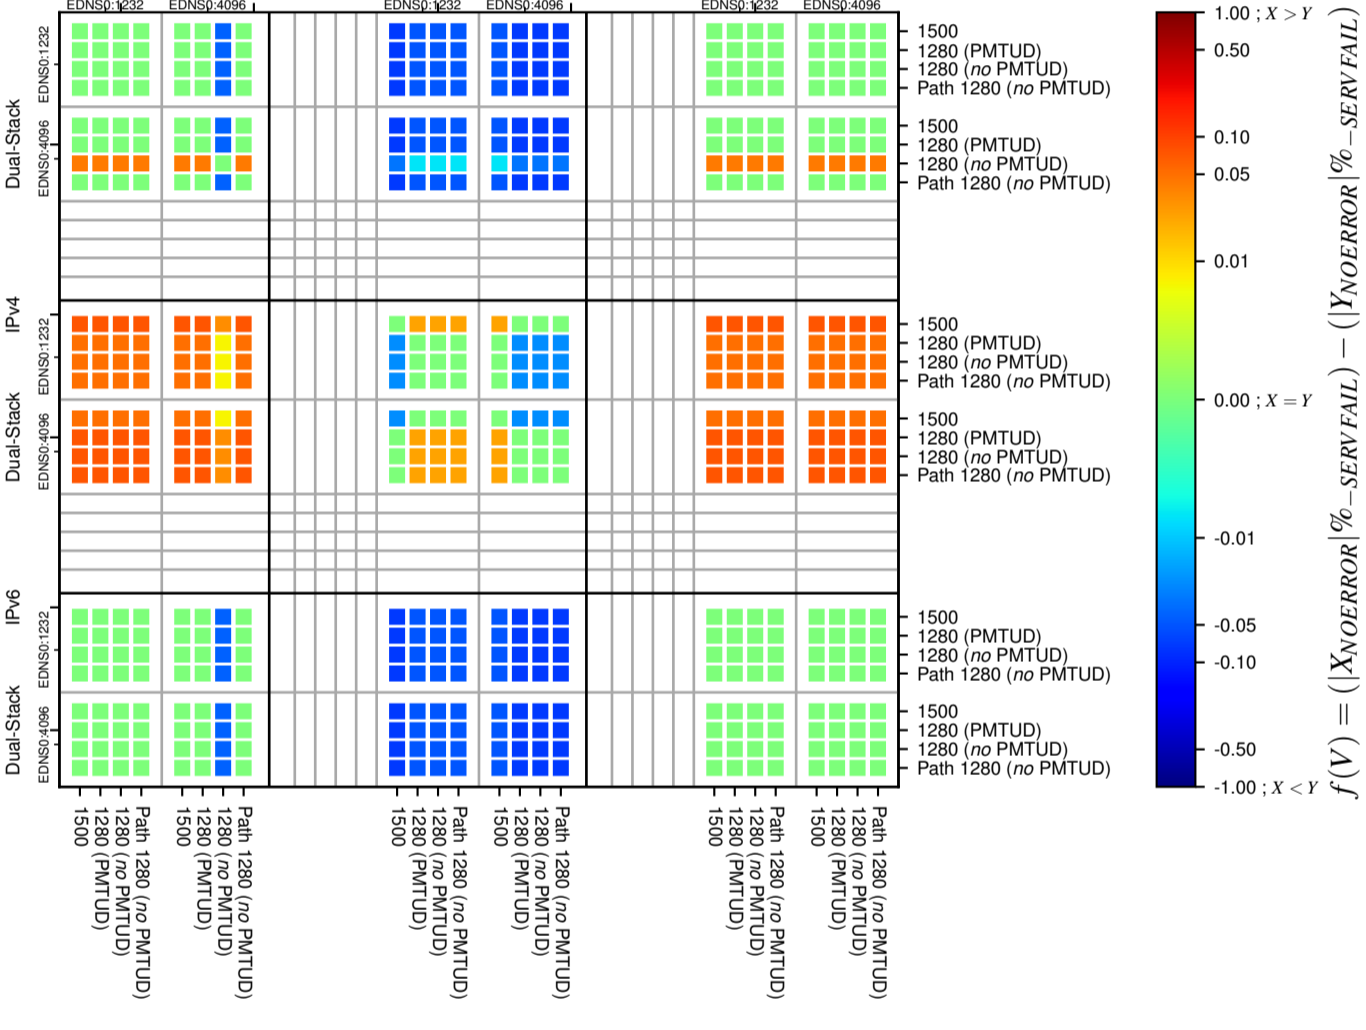 EDNS0:1232 EDNS0:4096 EDNS0:1232 EDNS0:4096 EDNS0:1232 EDNS0:4096
Dual-Stack
EDNS0:1232
1500
1280 (PMTUD)
1280 (no PMTUD)
Path 1280 (no PMTUD)
EDNS0:4096
1500
1280 (PMTUD)
1280 (no PMTUD)
Path 1280 (no PMTUD)
Dual-Stack IPv4
EDNS0:1232
1500
1280 (PMTUD)
1280 (no PMTUD)
Path 1280 (no PMTUD)
EDNS0:4096
1500
1280 (PMTUD)
1280 (no PMTUD)
Path 1280 (no PMTUD)
Dual-Stack IPv6
EDNS0:1232
1500
1280 (PMTUD)
1280 (no PMTUD)
Path 1280 (no PMTUD)
EDNS0:4096
1500
1280 (PMTUD)
1280 (no PMTUD)
Path 1280 (no PMTUD)
1500
1280 (PMTUD)
1280 (no PMTUD)
Path 1280 (no PMTUD)
1500
1280 (PMTUD)
1280 (no PMTUD)
Path 1280 (no PMTUD)
1500
1280 (PMTUD)
1280 (no PMTUD)
Path 1280 (no PMTUD)
1500
1280 (PMTUD)
1280 (no PMTUD)
Path 1280 (no PMTUD)
1500
1280 (PMTUD)
1280 (no PMTUD)
Path 1280 (no PMTUD)
1500
1280 (PMTUD)
1280 (no PMTUD)
Path 1280 (no PMTUD)
1.00 ; X > Y
0.50
0.10
0.05
0.01
0.00 ; X = Y
-0.01
-0.05
-0.10
-0.50
-1.00 ; X < Y
f(V) = (|X_NOERROR|%−SERVFAIL) − (|Y_NOERROR|%−SERVFAIL)